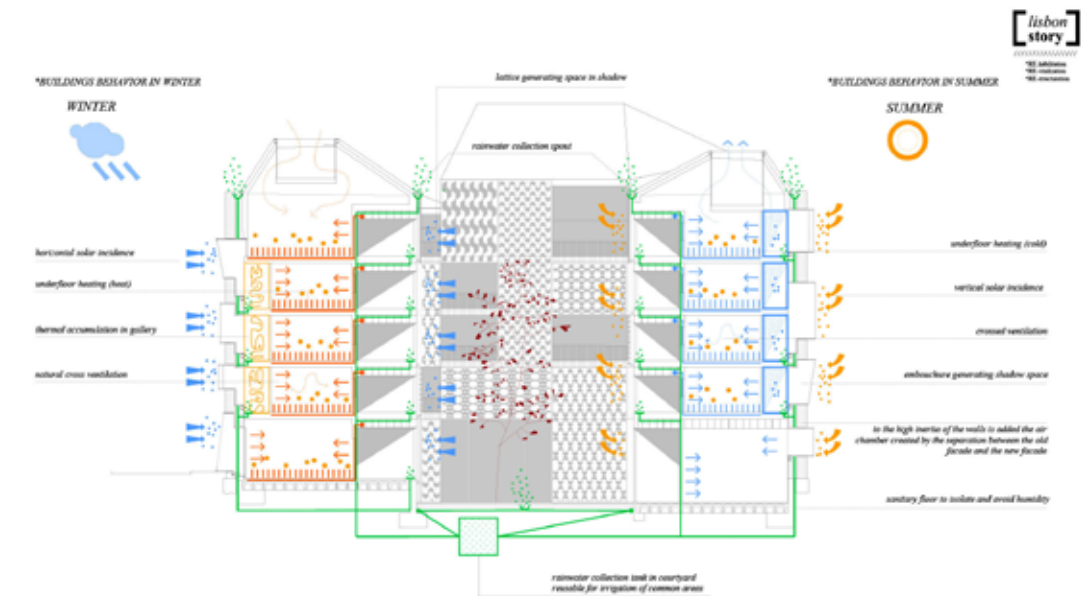 [lisbon
story]
*RE.habilitation
*RE.vitalization
*BUILDINGS BEHAVIOR IN WINTER
WINTER
lattice generating space in shadow
*BUILDINGS BEHAVIOR IN SUMMER
SUMMER
rainwater collection spout
horizontal solar incidence
underfloor heating (heat)
thermal accumulation in gallery
natural cross ventilation
underfloor heating (cold)
vertical solar incidence
crossed ventilation
embouchure generating shadow space
to the high inertia of the walls is added the air
chamber created by the separation between the old
facade and the new facade
sanitary floor to isolate and avoid humidity
rainwater collection tank in courtyard
reusable for irrigation of common areas